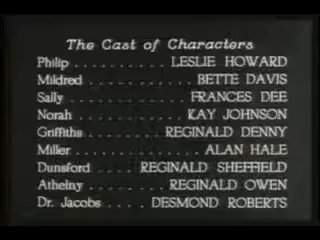 The Cast of Characters
Philip . . . . . . . . . . . LESLIE HOWARD
Mildred . . . . . . . . . . . . . BETTE DAVIS
Sally . . . . . . . . . . . . . . FRANCES DEE
Norah . . . . . . . . . . . . . KAY JOHNSON
Griffiths . . . . . . . . . REGINALD DENNY
Miller . . . . . . . . . . . . . . . ALAN HALE
Dunsford . . . . . REGINALD SHEFFIELD
Athelny . . . . . . . . . REGINALD OWEN
Dr. Jacobs . . . . DESMOND ROBERTS